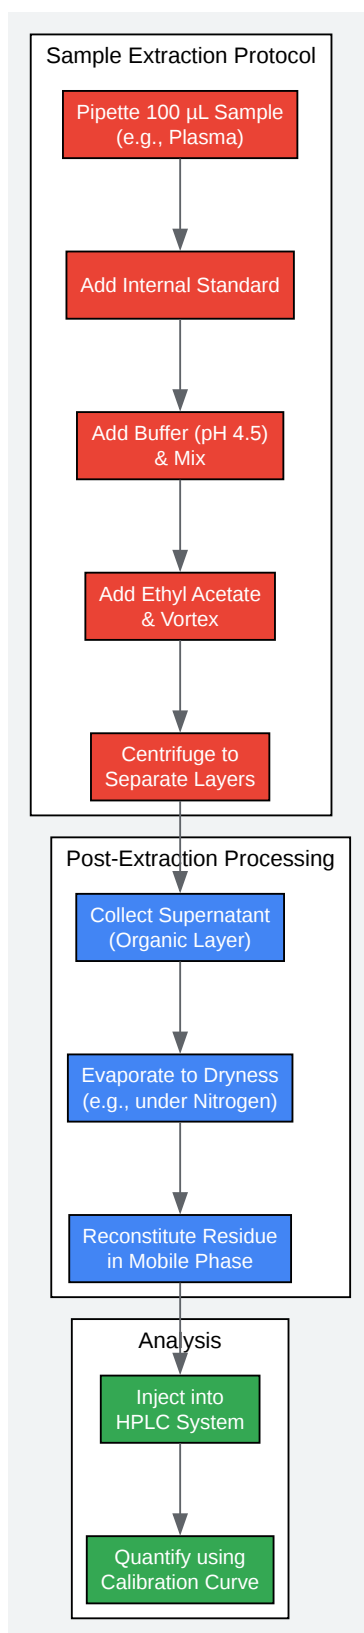 Sample Extraction Protocol
Pipette 100 µL Sample
(e.g., Plasma)
Add Internal Standard
Add Buffer (pH 4.5)
& Mix
Add Ethyl Acetate
& Vortex
Centrifuge to
Separate Layers
Post-Extraction Processing
Collect Supernatant
(Organic Layer)
Evaporate to Dryness
(e.g., under Nitrogen)
Reconstitute Residue
in Mobile Phase
Analysis
Inject into
HPLC System
Quantify using
Calibration Curve